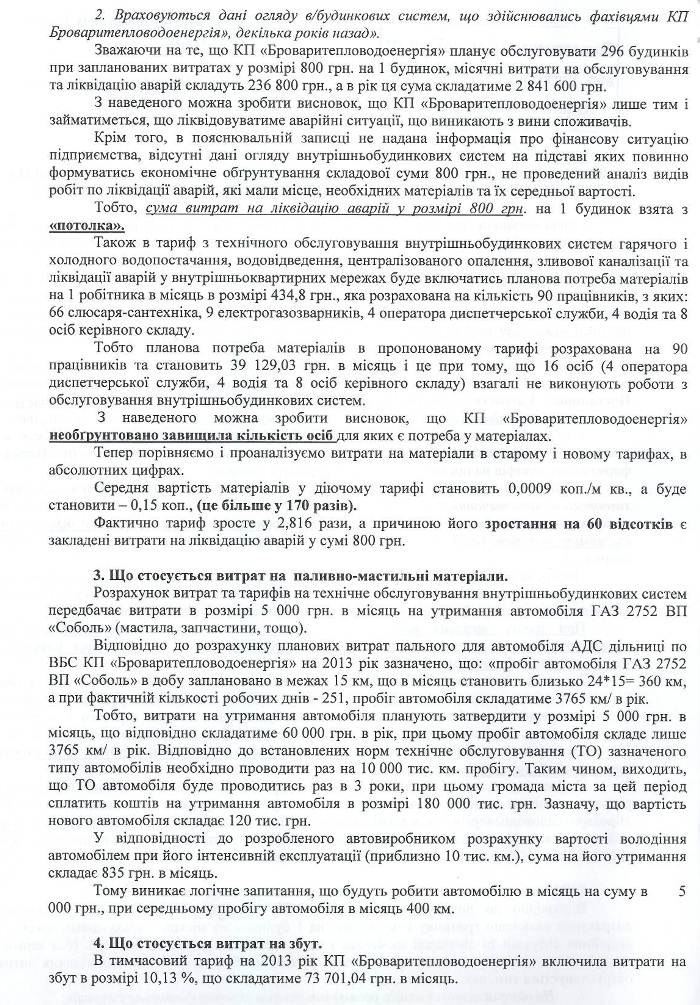 2. Враховуються дані огляду в/будинкових систем, що здійснювались фахівцями КП
Броваритепловодоенергія», декілька років назад».
Зважаючи на те, що КП «Броваритепловодоенергія» планує обслуговувати 296 будинків
при запланованих витратах у розмірі 800 грн. на 1 будинок, місячні витрати на обслуговування
та ліквідацію аварій складуть 236 800 грн., а в рік ця сума складатиме 2 841 600 грн.
З наведеного можна зробити висновок, що КП «Броваритепловодоенергія» лише тим і
займатиметься, що ліквідовуватиме аварійні ситуації, що виникають з вини споживачів.
Крім того, в пояснювальній записці не надана інформація про фінансову ситуацію
підприємства, відсутні дані огляду внутрішньобудинкових систем на підставі яких повинно
формуватись економічне обґрунтування складової суми 800 грн., не проведений аналіз видів
робіт по ліквідації аварій, які мали місце, необхідних матеріалів та їх середньої вартості.
Тобто, сума витрат на ліквідацію аварій у розмірі 800 грн. на 1 будинок взята з
«потолка».
Також в тариф з технічного обслуговування внутрішньобудинкових систем гарячого і
холодного водопостачання, водовідведення, централізованого опалення, зливової каналізації та
ліквідації аварій у внутрішньоквартирних мережах буде включатись планова потреба матеріалів
на 1 робітника в місяць в розмірі 434,8 грн., яка розрахована на кількість 90 працівників, з яких:
66 слюсаря-сантехніка, 9 електрогазозварників, 4 оператора диспетчерської служби, 4 водія та 8
осіб керівного складу.
Тобто планова потреба матеріалів в пропонованому тарифі розрахована на 90
працівників та становить 39 129,03 грн. в місяць і це при тому, що 16 осіб (4 оператора
диспетчерської служби, 4 водія та 8 осіб керівного складу) взагалі не виконують роботи з
обслуговування внутрішньобудинкових систем.
З наведеного можна зробити висновок, що КП «Броваритепловодоенергія»
необґрунтовано завищила кількість осіб для яких є потреба у матеріалах.
Тепер порівняємо і проаналізуємо витрати на матеріали в старому і новому тарифах, в
абсолютних цифрах.
Середня вартість матеріалів у діючому тарифі становить 0,0009 коп./м кв., а буде
становити – 0,15 коп., (це більше у 170 разів).
Фактично тариф зросте у 2,816 рази, а причиною його зростання на 60 відсотків є
закладені витрати на ліквідацію аварій у сумі 800 грн.
3. Що стосується витрат на паливно-мастильні матеріали.
Розрахунок витрат та тарифів на технічне обслуговування внутрішньобудинкових систем
передбачає витрати в розмірі 5 000 грн. в місяць на утримання автомобіля ГАЗ 2752 ВП
«Соболь» (мастила, запчастини, тощо).
Відповідно до розрахунку планових витрат пального для автомобіля АДС дільниці по
ВБС КП «Броваритепловодоенергія» на 2013 рік зазначено, що: «пробіг автомобіля ГАЗ 2752
ВП «Соболь» в добу заплановано в межах 15 км, що в місяць становить близько 24*15= 360 км,
а при фактичній кількості робочих днів - 251, пробіг автомобіля складатиме 3765 км/ в рік.
Тобто, витрати на утримання автомобіля планують затвердити у розмірі 5 000 грн. в
місяць, що відповідно складатиме 60 000 грн. в рік, при цьому пробіг автомобіля складе лише
3765 км/ в рік. Відповідно до встановлених норм технічне обслуговування (ТО) зазначеного
типу автомобілів необхідно проводити раз на 10 000 тис. км. пробігу. Таким чином, виходить,
що ТО автомобіля буде проводитись раз в 3 роки, при цьому громада міста за цей період
сплатить коштів на утримання автомобіля в розмірі 180 000 тис. грн. Зазначу, що вартість
нового автомобіля складає 120 тис. грн.
У відповідності до розробленого автовиробником розрахунку вартості володіння
автомобілем при його інтенсивній експлуатації (приблизно 10 тис. км.), сума на його утримання
складає 835 грн. в місяць.
Тому виникає логічне запитання, що будуть робити автомобілю в місяць на суму в 5
000 грн., при середньому пробігу автомобіля в місяць 400 км.
4. Що стосується витрат на збут.
В тимчасовий тариф на 2013 рік КП «Броваритепловодоенергія» включила витрати на
збут в розмірі 10,13 %, що складатиме 73 701,04 грн. в місяць.